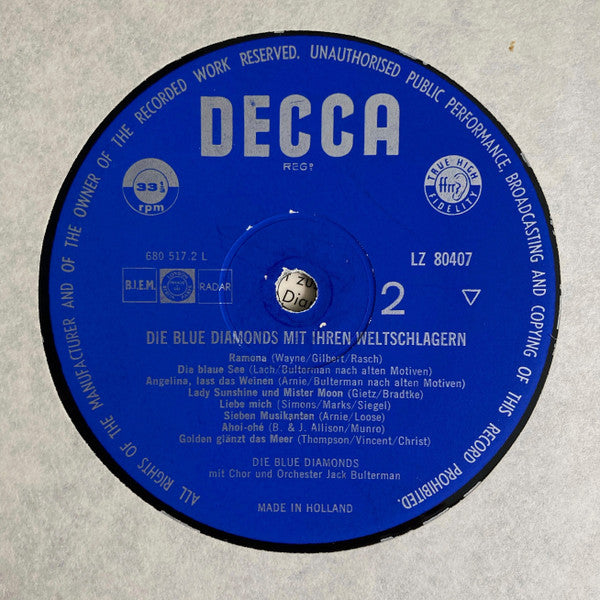 ALL RIGHTS OF THE MANUFACTURER AND OF THE OWNER OF THE RECORDED WORK RESERVED. UNAUTHORISED PUBLIC PERFORMANCE, BROADCASTING AND COPYING OF THIS RECORD PROHIBITED.
DECCA
REGD
33⅓
rpm
TRUE HIGH
ffrr
FIDELITY
680 517.2 L
LZ 80407
B.I.E.M.
RADAR
2
Dia
DIE BLUE DIAMONDS MIT IHREN WELTSCHLAGERN
Ramona (Wayne/Gilbert/Rasch)
Die blaue See (Lach/Bulterman nach alten Motiven)
Angelina, lass das Weinen (Arnie/Bulterman nach alten Motiven)
Lady Sunshine und Mister Moon (Gietz/Bradtke)
Liebe mich (Simons/Marks/Siegel)
Sieben Musikanten (Arnie/Loose)
Ahoi-ohé (B. & J. Allison/Munro)
Golden glänzt das Meer (Thompson/Vincent/Christ)
DIE BLUE DIAMONDS
mit Chor und Orchester Jack Bulterman
MADE IN HOLLAND